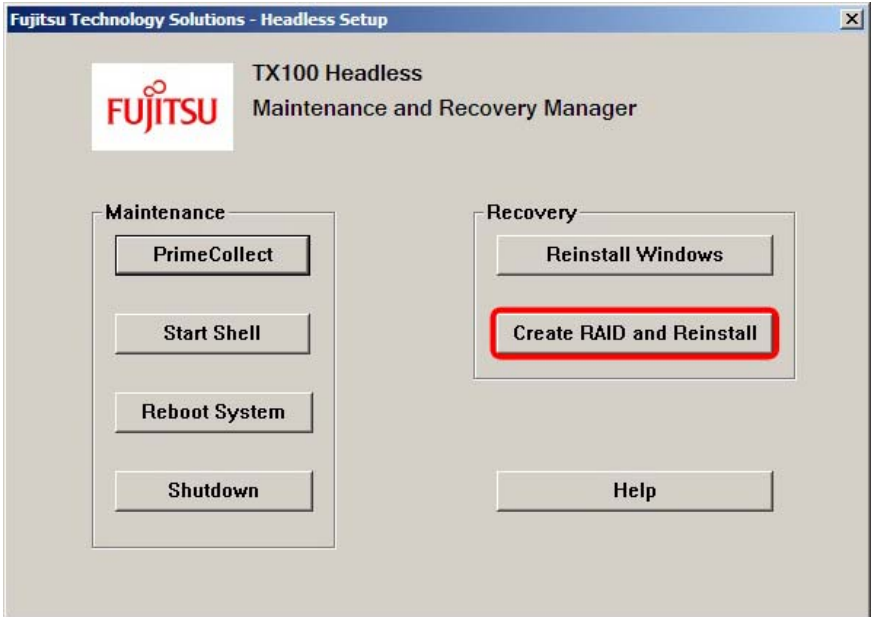 Fujitsu Technology Solutions - Headless Setup
FUJITSU
TX100 Headless
Maintenance and Recovery Manager
Maintenance
PrimeCollect
Start Shell
Reboot System
Shutdown
Recovery
Reinstall Windows
Create RAID and Reinstall
Help